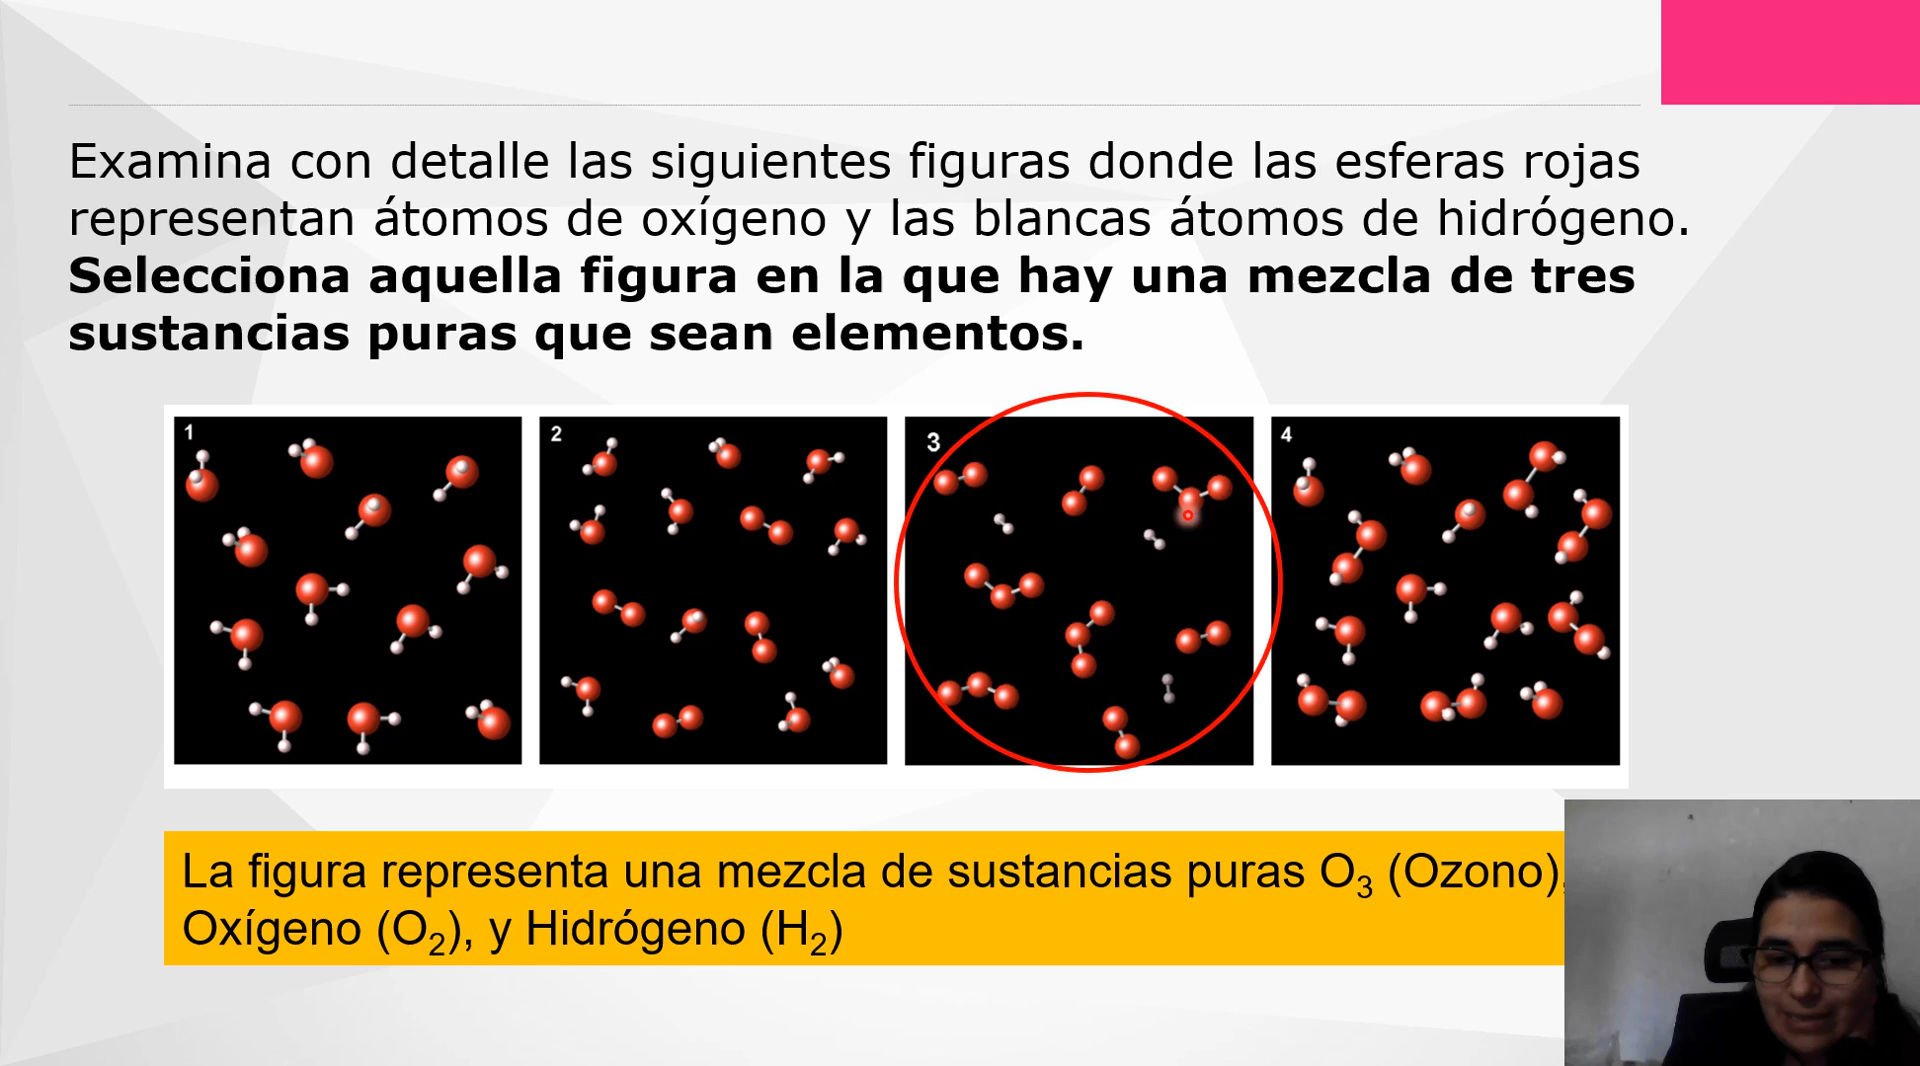 Examina con detalle las siguientes figuras donde las esferas rojas
representan átomos de oxígeno y las blancas átomos de hidrógeno.
Selecciona aquella figura en la que hay una mezcla de tres
sustancias puras que sean elementos.
1
2
3
4
La figura representa una mezcla de sustancias puras O₃ (Ozono),
Oxígeno (O₂), y Hidrógeno (H₂)